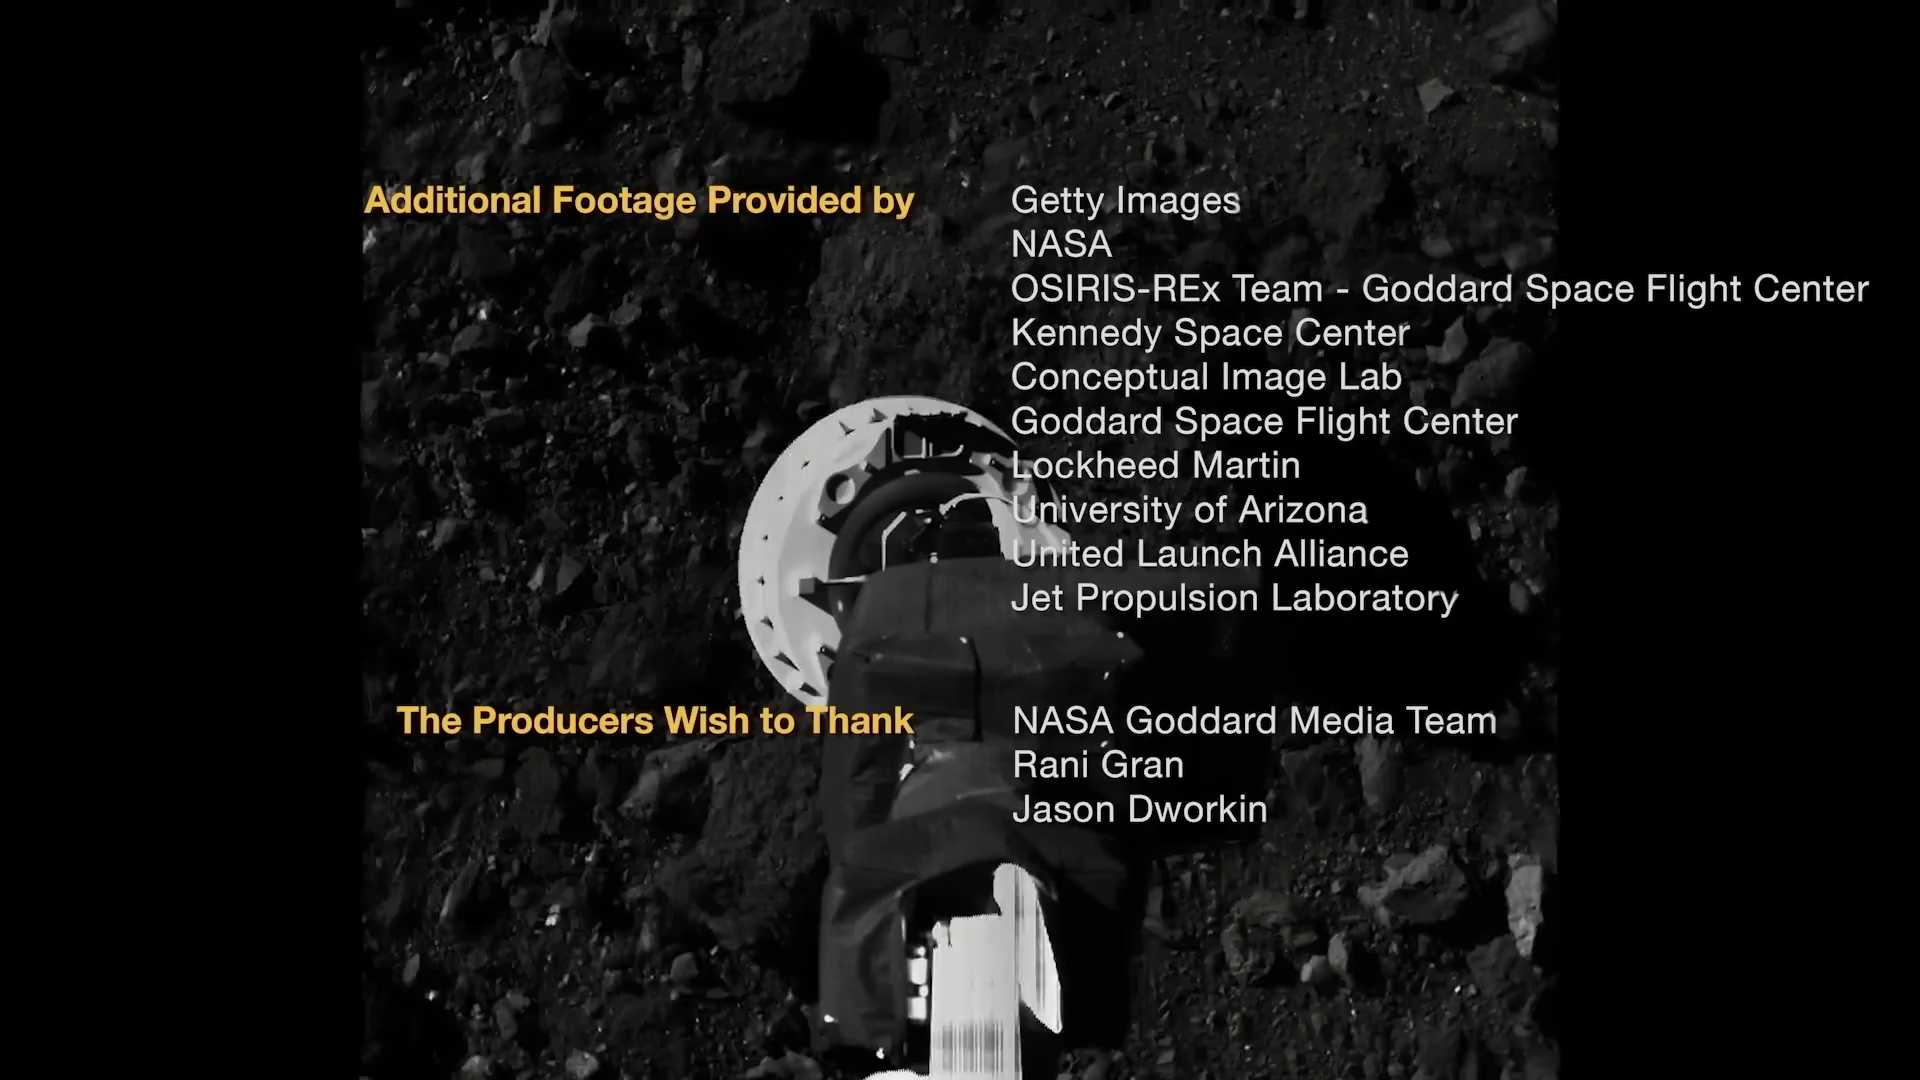 Additional Footage Provided by
Getty Images
NASA
OSIRIS-REx Team - Goddard Space Flight Center
Kennedy Space Center
Conceptual Image Lab
Goddard Space Flight Center
Lockheed Martin
University of Arizona
United Launch Alliance
Jet Propulsion Laboratory
The Producers Wish to Thank
NASA Goddard Media Team
Rani Gran
Jason Dworkin